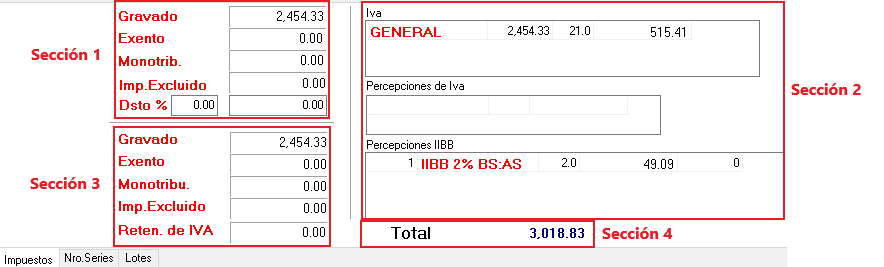 Sección 1
Gravado 2,454.33
Exento 0.00
Monotrib. 0.00
Imp.Excluido 0.00
Dsto % 0.00 0.00
Sección 3
Gravado 2,454.33
Exento 0.00
Monotribu. 0.00
Imp.Excluido 0.00
Reten. de IVA 0.00
Iva
GENERAL 2,454.33 21.0 515.41
Percepciones de Iva
Percepciones IIBB
1 IIBB 2% BS:AS 2.0 49.09 0
Sección 2
Total 3,018.83
Sección 4
Impuestos Nro.Series Lotes